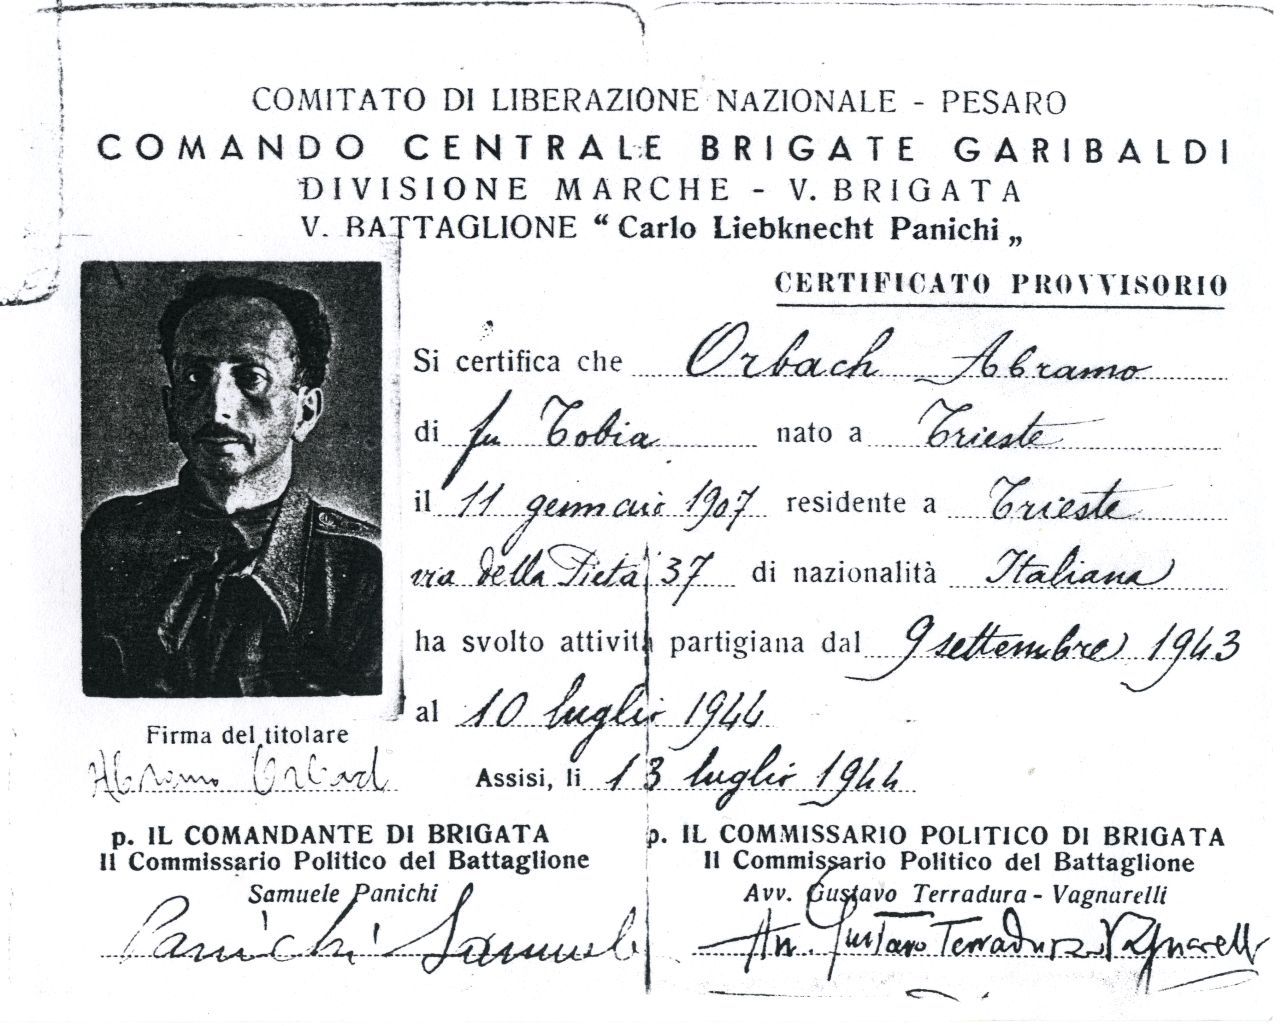 COMITATO DI LIBERAZIONE NAZIONALE - PESARO
COMANDO CENTRALE BRIGATE GARIBALDI
DIVISIONE MARCHE - V. BRIGATA
V. BATTAGLIONE “ Carlo Liebknecht Panichi „
CERTIFICATO PROVVISORIO
Si certifica che Orbach Abramo
di fu Tobia nato a Trieste
il 11 gennaio 1907 residente a Trieste
via della Pietà 37 di nazionalità Italiana
ha svolto attività partigiana dal 9 settembre 1943
al 10 luglio 1944
Firma del titolare
Abramo Orbach
Assisi, li 13 luglio 1944
p. IL COMANDANTE DI BRIGATA
Il Commissario Politico del Battaglione
Samuele Panichi
Panichi Samuele
p. IL COMMISSARIO POLITICO DI BRIGATA
Il Commissario Politico del Battaglione
Avv. Gustavo Terradura - Vagnarelli
Av. Gustavo Terradura Vagnarelli